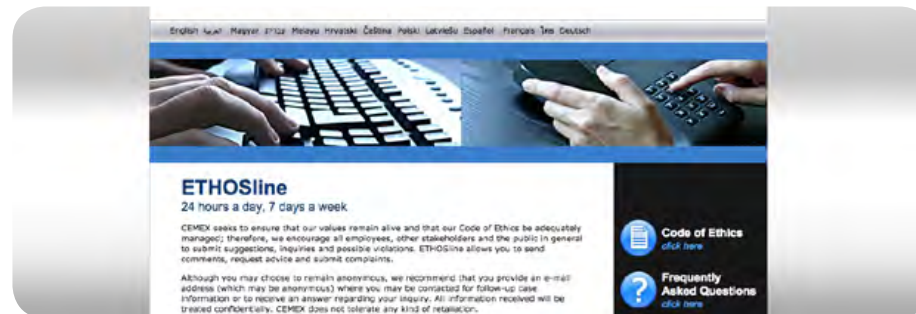 English العربية Magyar עברית Melayu Hrvatski Čeština Polski Latviešu Español Français ไทย Deutsch
ETHOSline
24 hours a day, 7 days a week
CEMEX seeks to ensure that our values remain alive and that our Code of Ethics be adequately
managed; therefore, we encourage all employees, other stakeholders and the public in general
to submit suggestions, inquiries and possible violations. ETHOSline allows you to send
comments, request advice and submit complaints.
Although you may choose to remain anonymous, we recommend that you provide an e-mail
address (which may be anonymous) where you may be contacted for follow-up case
information or to receive an answer regarding your inquiry. All information received will be
treated confidentially. CEMEX does not tolerate any kind of retaliation.
Code of Ethics
click here
Frequently
Asked Questions
click here